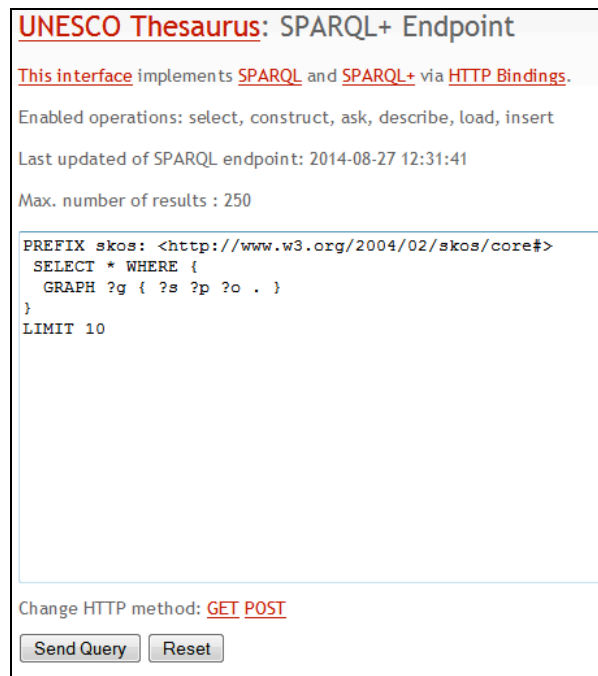 UNESCO Thesaurus: SPARQL+ Endpoint
This interface implements SPARQL and SPARQL+ via HTTP Bindings.
Enabled operations: select, construct, ask, describe, load, insert
Last updated of SPARQL endpoint: 2014-08-27 12:31:41
Max. number of results : 250
PREFIX skos: <http://www.w3.org/2004/02/skos/core#>
SELECT * WHERE {
GRAPH ?g { ?s ?p ?o . }
}
LIMIT 10
Change HTTP method: GET POST
Send Query Reset